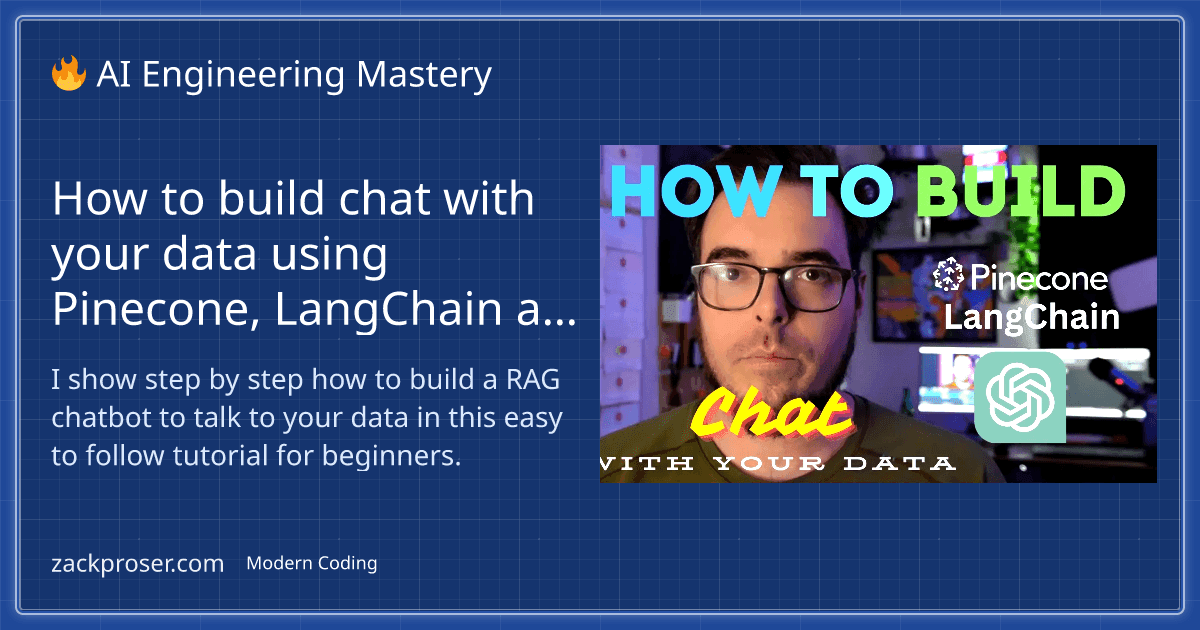 🔥 AI Engineering Mastery
How to build chat with
your data using
Pinecone, LangChain a...
I show step by step how to build a RAG
chatbot to talk to your data in this easy
to follow tutorial for beginners.
HOW TO BUILD
Pinecone
LangChain
Chat
WITH YOUR DATA
zackproser.com Modern Coding